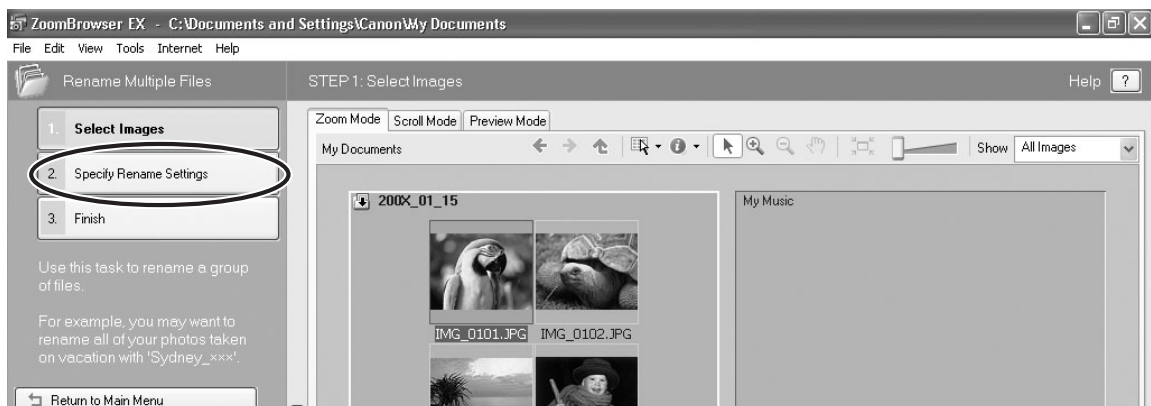 ZoomBrowser EX - C:\Documents and Settings\Canon\My Documents
File Edit View Tools Internet Help
Rename Multiple Files
STEP 1: Select Images
Help ?
1. Select Images
2. Specify Rename Settings
3. Finish
Use this task to rename a group
of files.
For example, you may want to
rename all of your photos taken
on vacation with 'Sydney_xxx'.
Return to Main Menu
Zoom Mode Scroll Mode Preview Mode
My Documents
Show All Images
200X_01_15
IMG_0101.JPG IMG_0102.JPG
My Music